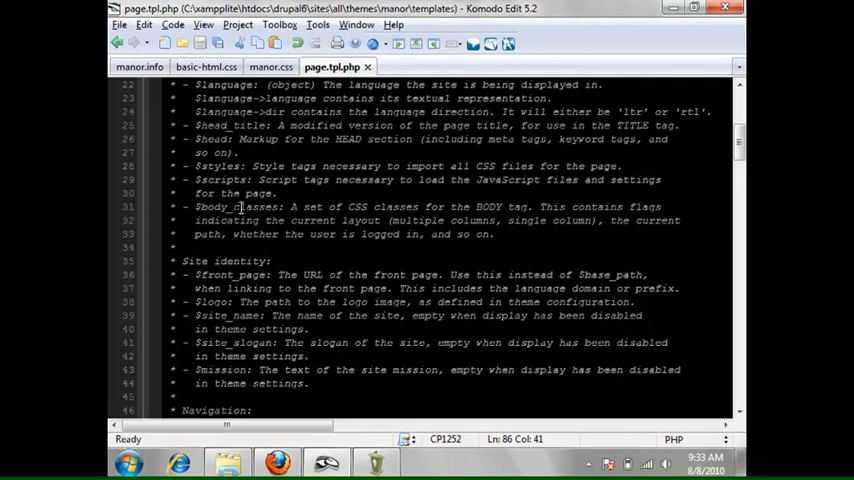 page.tpl.php (C:\xampplite\htdocs\drupal6\sites\all\themes\manor\templates) - Komodo Edit 5.2
File Edit Code View Project Toolbox Tools Window Help
manor.info basic-html.css manor.css page.tpl.php
22 * - $language: (object) The language the site is being displayed in.
23 * $language->language contains its textual representation.
24 * $language->dir contains the language direction. It will either be 'ltr' or 'rtl'.
25 * - $head_title: A modified version of the page title, for use in the TITLE tag.
26 * - $head: Markup for the HEAD section (including meta tags, keyword tags, and
27 * so on).
28 * - $styles: Style tags necessary to import all CSS files for the page.
29 * - $scripts: Script tags necessary to load the JavaScript files and settings
30 * for the page.
31 * - $body_classes: A set of CSS classes for the BODY tag. This contains flags
32 * indicating the current layout (multiple columns, single column), the current
33 * path, whether the user is logged in, and so on.
34 *
35 * Site identity:
36 * - $front_page: The URL of the front page. Use this instead of $base_path,
37 * when linking to the front page. This includes the language domain or prefix.
38 * - $logo: The path to the logo image, as defined in theme configuration.
39 * - $site_name: The name of the site, empty when display has been disabled
40 * in theme settings.
41 * - $site_slogan: The slogan of the site, empty when display has been disabled
42 * in theme settings.
43 * - $mission: The text of the site mission, empty when display has been disabled
44 * in theme settings.
45 *
46 * Navigation:
Ready CP1252 Ln: 86 Col: 41 PHP
9:33 AM
8/8/2010